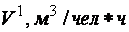 V¹, м³ / чел * ч